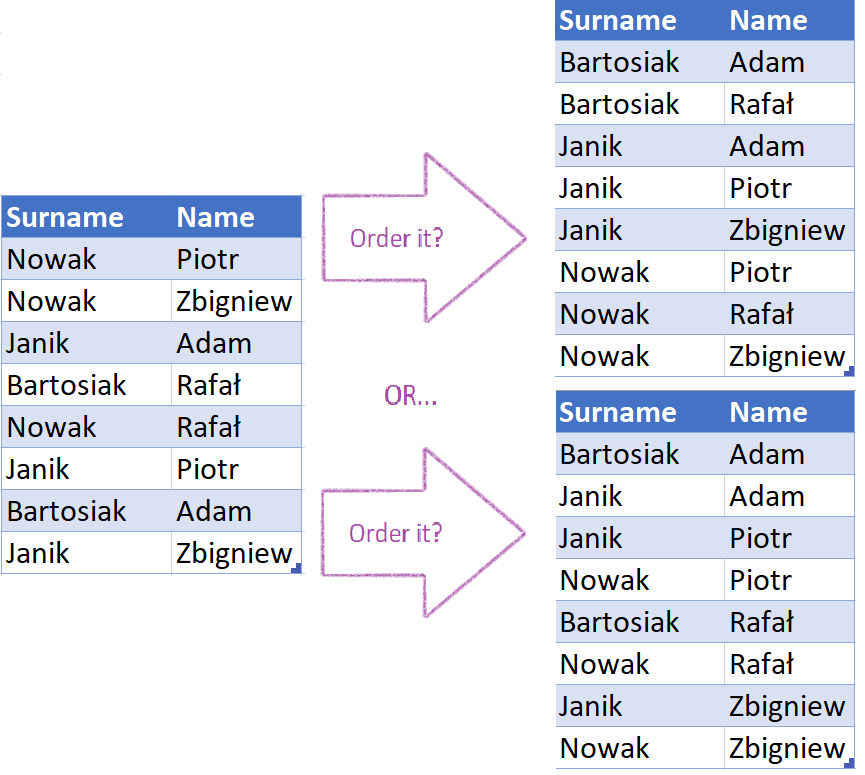 Surname Name
Nowak Piotr
Nowak Zbigniew
Janik Adam
Bartosiak Rafał
Nowak Rafał
Janik Piotr
Bartosiak Adam
Janik Zbigniew
Order it?
OR...
Order it?
Surname Name
Bartosiak Adam
Bartosiak Rafał
Janik Adam
Janik Piotr
Janik Zbigniew
Nowak Piotr
Nowak Rafał
Nowak Zbigniew
Surname Name
Bartosiak Adam
Janik Adam
Janik Piotr
Nowak Piotr
Bartosiak Rafał
Nowak Rafał
Janik Zbigniew
Nowak Zbigniew